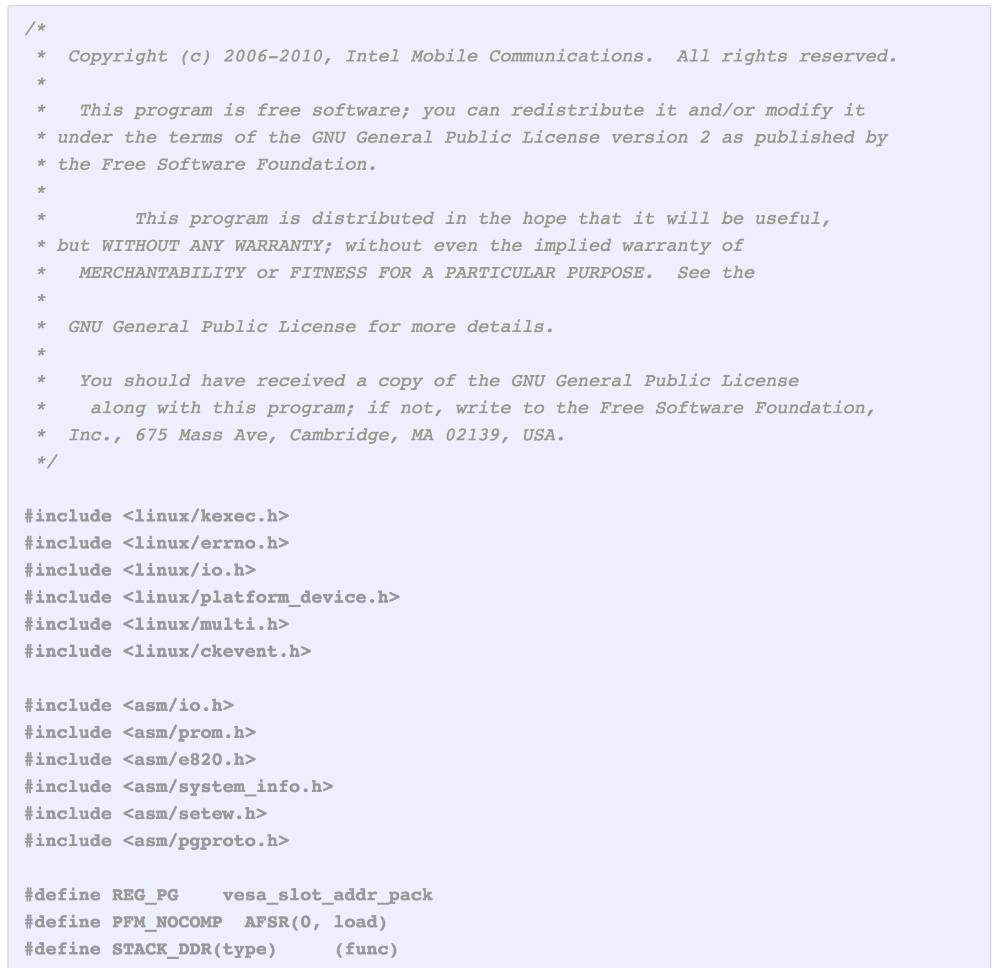 /*
 *  Copyright (c) 2006-2010, Intel Mobile Communications.  All rights reserved.
 *
 *   This program is free software; you can redistribute it and/or modify it
 * under the terms of the GNU General Public License version 2 as published by
 * the Free Software Foundation.
 *
 *        This program is distributed in the hope that it will be useful,
 * but WITHOUT ANY WARRANTY; without even the implied warranty of
 *   MERCHANTABILITY or FITNESS FOR A PARTICULAR PURPOSE.  See the
 *
 *  GNU General Public License for more details.
 *
 *   You should have received a copy of the GNU General Public License
 *    along with this program; if not, write to the Free Software Foundation,
 *  Inc., 675 Mass Ave, Cambridge, MA 02139, USA.
 */

#include <linux/kexec.h>
#include <linux/errno.h>
#include <linux/io.h>
#include <linux/platform_device.h>
#include <linux/multi.h>
#include <linux/ckevent.h>

#include <asm/io.h>
#include <asm/prom.h>
#include <asm/e820.h>
#include <asm/system_info.h>
#include <asm/setew.h>
#include <asm/pgproto.h>

#define REG_PG    vesa_slot_addr_pack
#define PFM_NOCOMP  AFSR(0, load)
#define STACK_DDR(type)     (func)